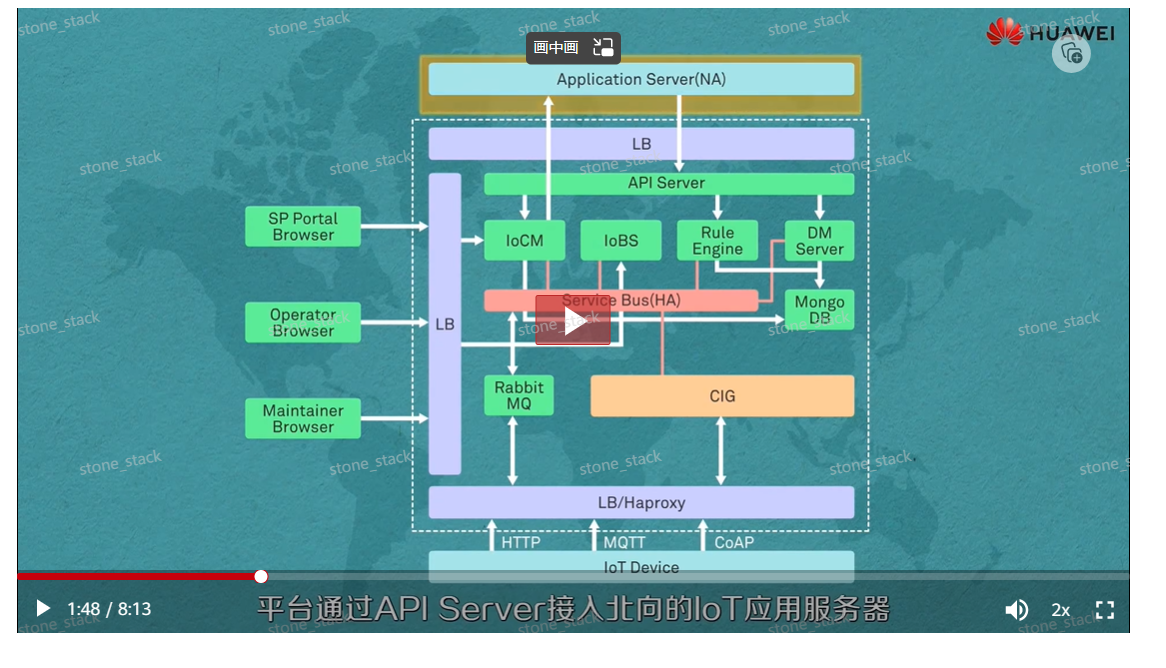 stone_stack stone_stack stone_stack stone_stack
HUAWEI
画中画
Application Server(NA)
LB
stone_stack stone_stack stone_stack stone_stack stone_s
API Server
SP Portal
Browser
IoCM
IoBS
Rule
Engine
DM
Server
Service Bus(HA)
Mongo
DB
Operator
Browser
LB
stone_stack stone_stack stone_stack stone_stack stone_stack
Rabbit
MQ
CIG
Maintainer
Browser
stone_stack stone_stack stone_stack stone_stack stone_s
LB/Haproxy
HTTP
MQTT
CoAP
IoT Device
平台通过API Server接入北向的IoT应用服务器
1:48 / 8:13
2x
stone_stack stone_stack stone_stack stone_stack